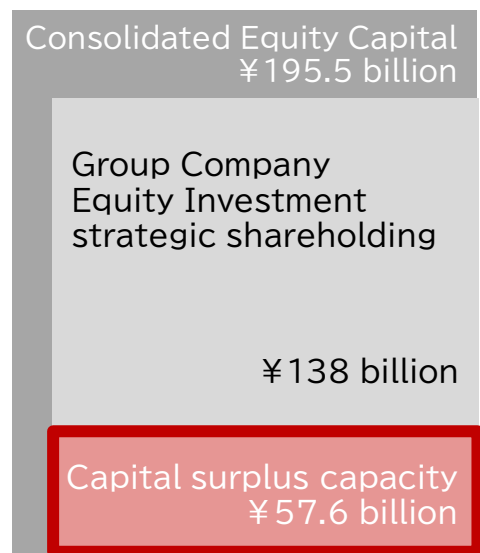 Consolidated Equity Capital
¥195.5 billion
Group Company
Equity Investment
strategic shareholding
¥138 billion
Capital surplus capacity
¥57.6 billion